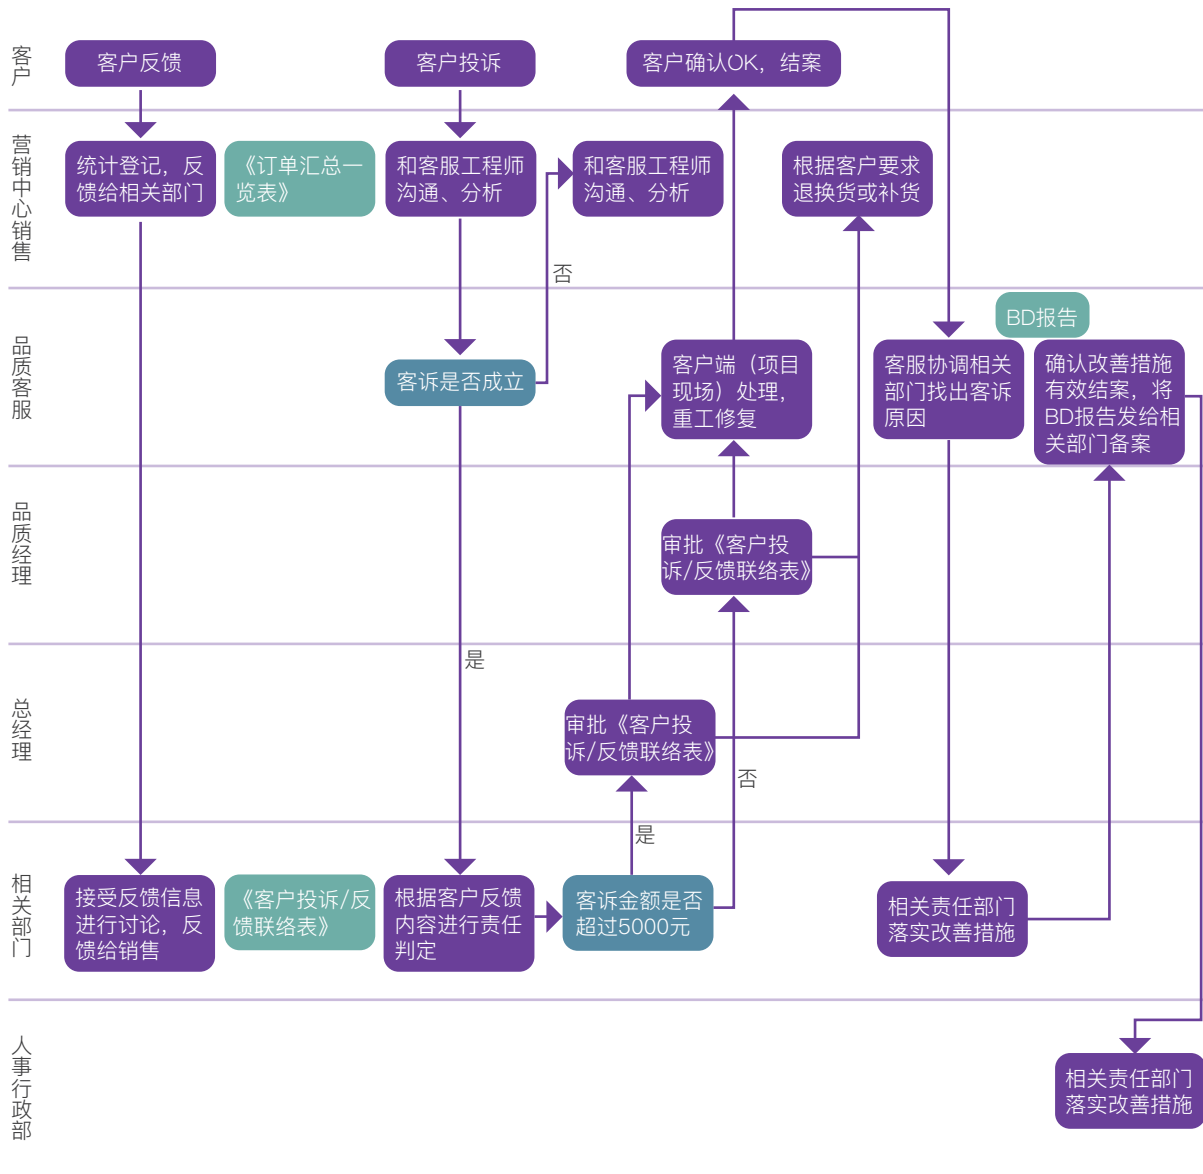 客户
客户反馈
客户投诉
客户确认OK，结案
营销中心销售
统计登记，反
馈给相关部门
《订单汇总一
览表》
和客服工程师
沟通、分析
和客服工程师
沟通、分析
根据客户要求
退换货或补货
否
品质客服
客诉是否成立
客户端（项目
现场）处理，
重工修复
客服协调相关
部门找出客诉
原因
BD报告
确认改善措施
有效结案，将
BD报告发给相
关部门备案
品质经理
审批《客户投
诉/反馈联络表》
是
总经理
审批《客户投
诉/反馈联络表》
否
是
相关部门
接受反馈信息
进行讨论，反
馈给销售
《客户投诉/反
馈联络表》
根据客户反馈
内容进行责任
判定
客诉金额是否
超过5000元
相关责任部门
落实改善措施
人事行政部
相关责任部门
落实改善措施